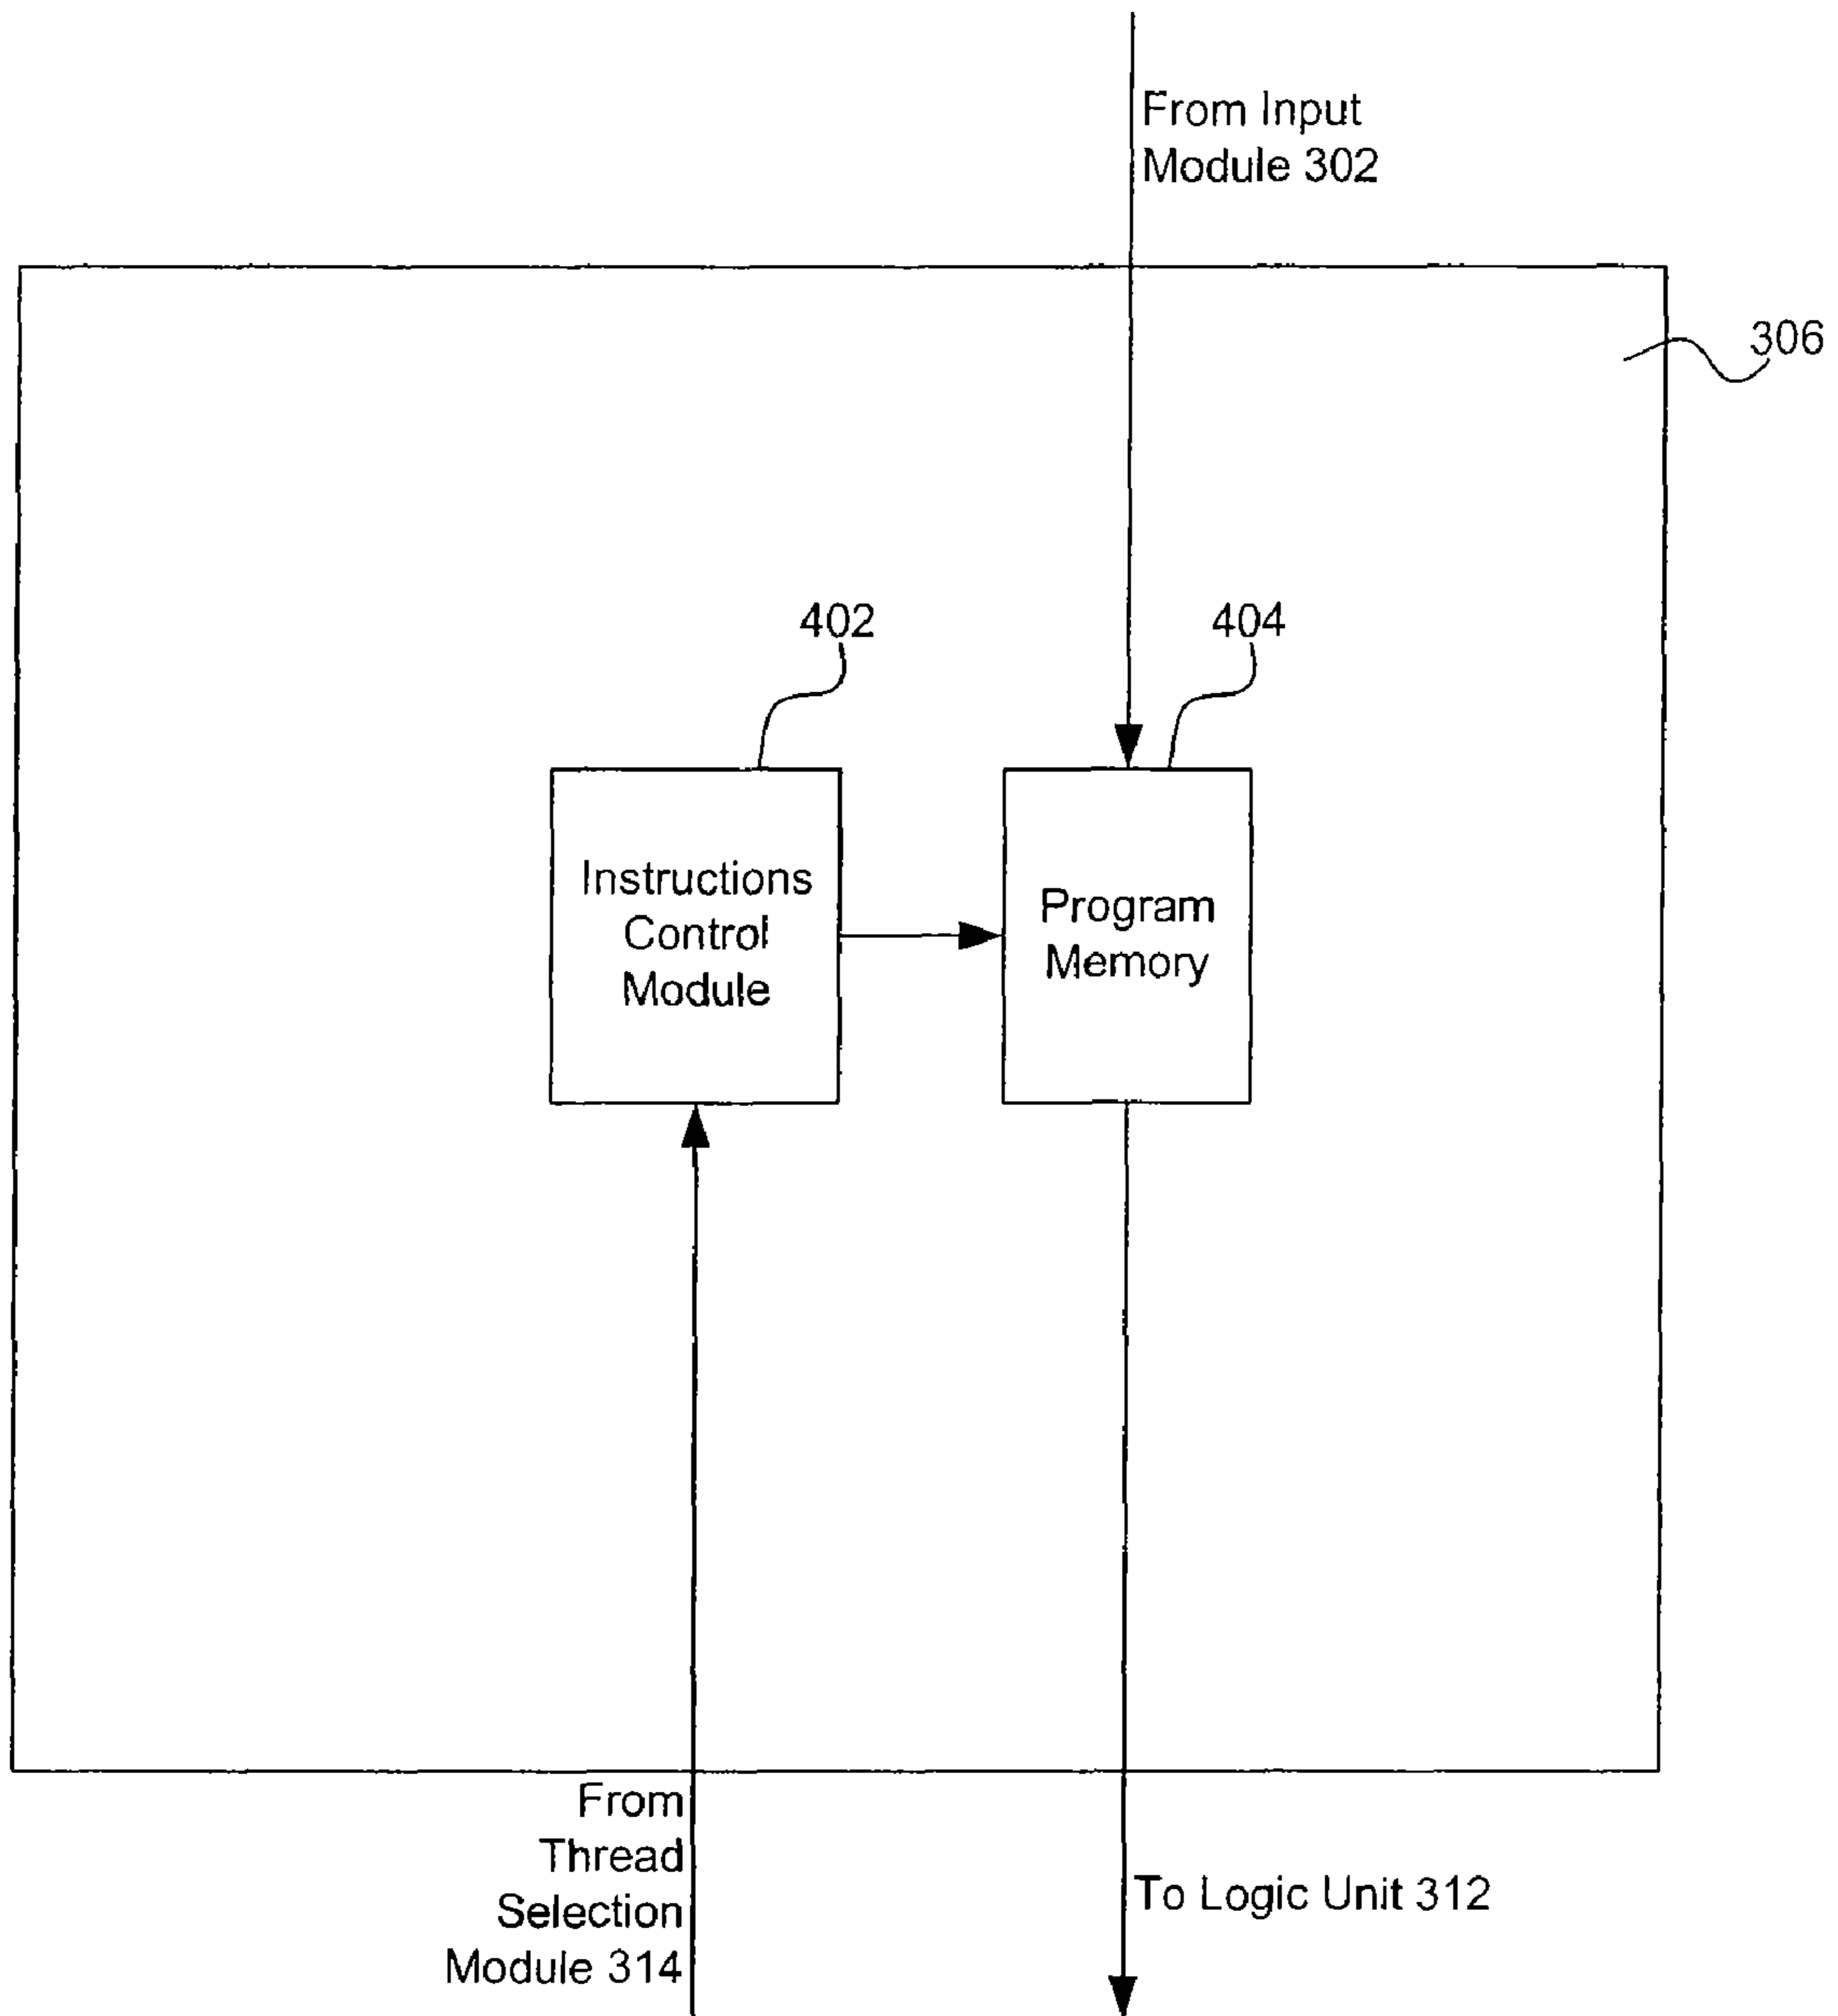 From Input
Module 302
306
402
404
Instructions
Control
Module
Program
Memory
From
Thread
Selection
Module 314
To Logic Unit 312